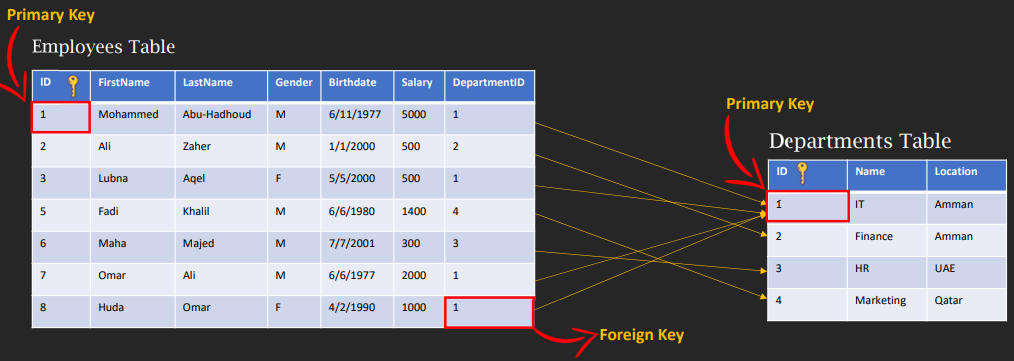 Primary Key
Employees Table
ID FirstName LastName Gender Birthdate Salary DepartmentID
1 Mohammed Abu-Hadhoud M 6/11/1977 5000 1
2 Ali Zaher M 1/1/2000 500 2
3 Lubna Aqel F 5/5/2000 500 1
5 Fadi Khalil M 6/6/1980 1400 4
6 Maha Majed M 7/7/2001 300 3
7 Omar Ali M 6/6/1977 2000 1
8 Huda Omar F 4/2/1990 1000 1
Foreign Key
Primary Key
Departments Table
ID Name Location
1 IT Amman
2 Finance Amman
3 HR UAE
4 Marketing Qatar